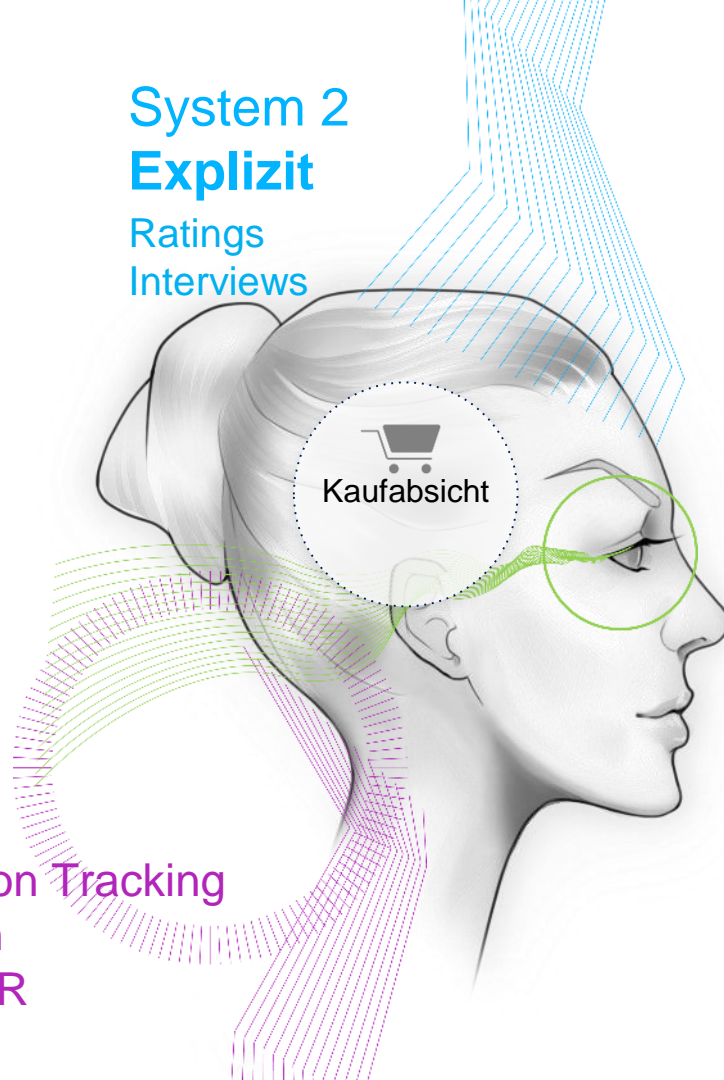 System 2
Explizit
Ratings
Interviews
Kaufabsicht
on Tracking
R